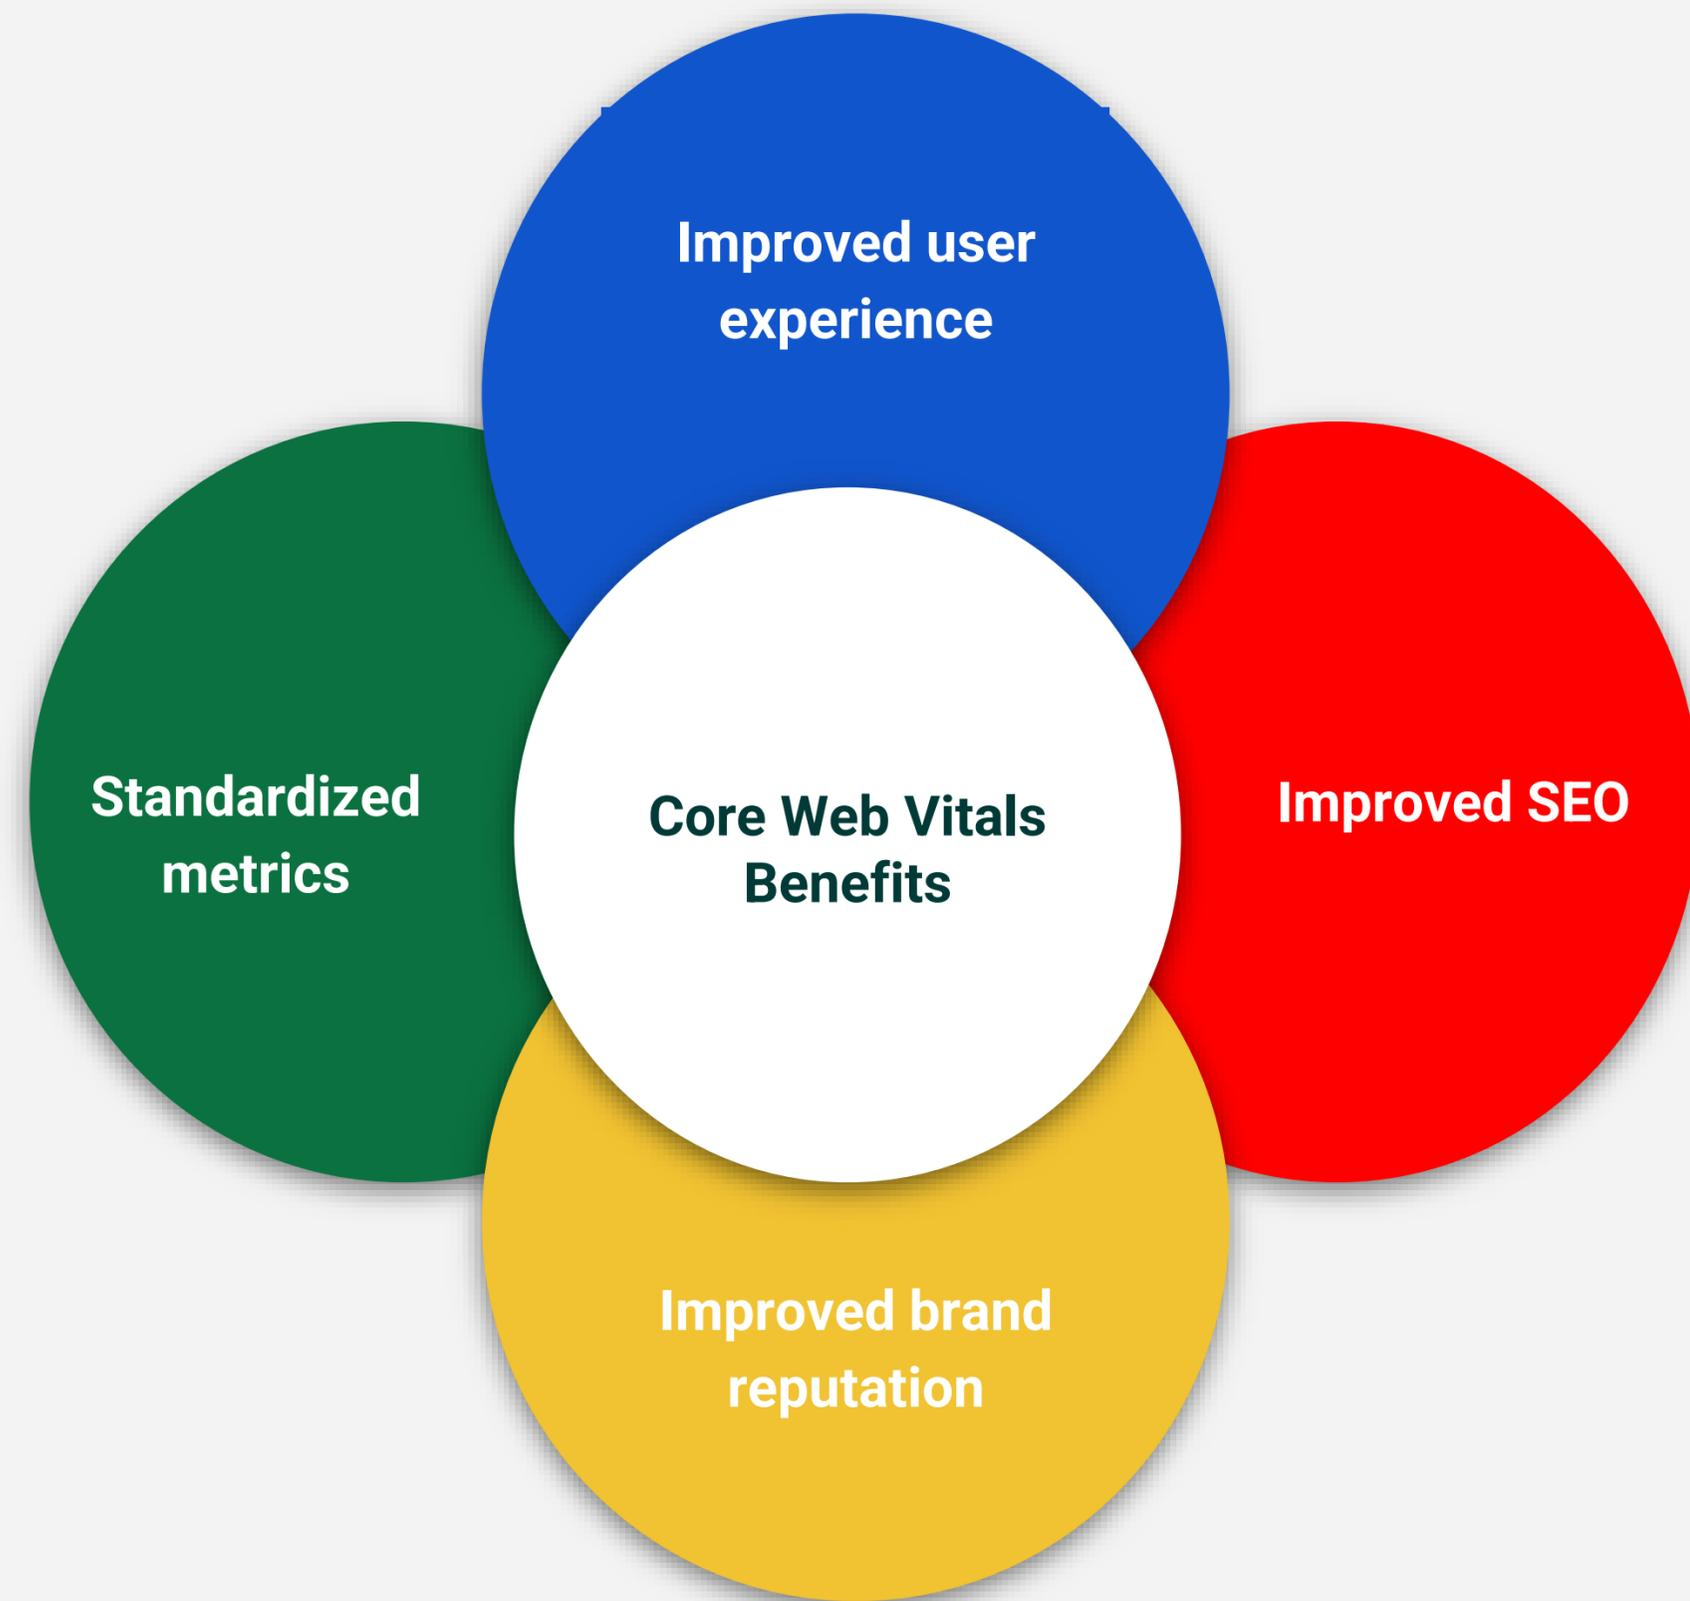 Improved user
experience
Standardized
metrics
Core Web Vitals
Benefits
Improved SEO
Improved brand
reputation